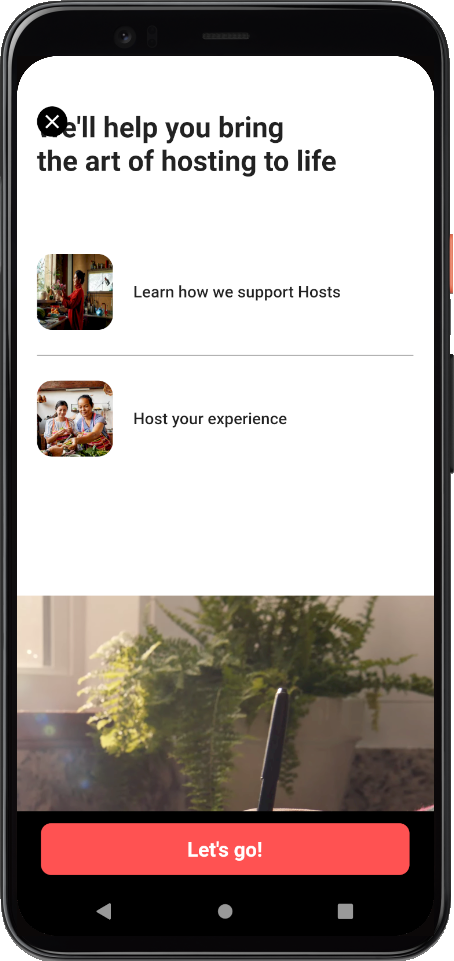 We'll help you bring
the art of hosting to life
Learn how we support Hosts
Host your experience
Let's go!